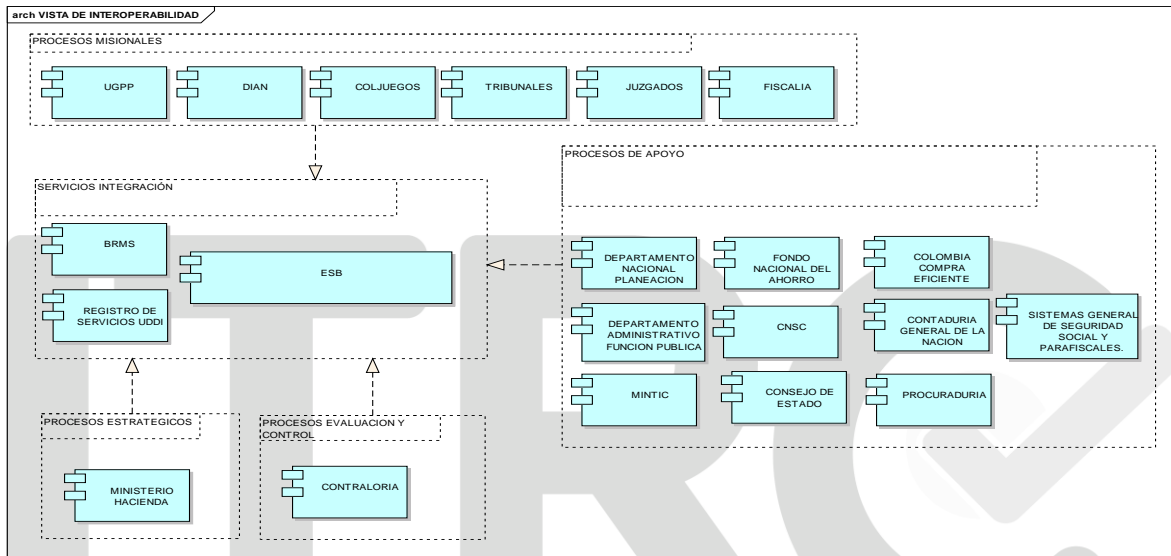 arch VISTA DE INTEROPERABILIDAD
PROCESOS MISIONALES
UGPP
DIAN
COLJUEGOS
TRIBUNALES
JUZGADOS
FISCALIA
SERVICIOS INTEGRACIÓN
BRMS
ESB
REGISTRO DE
SERVICIOS UDDI
PROCESOS DE APOYO
DEPARTAMENTO
NACIONAL
PLANEACION
FONDO
NACIONAL DEL
AHORRO
COLOMBIA
COMPRA
EFICIENTE
DEPARTAMENTO
ADMINISTRATIVO
FUNCION PUBLICA
CNSC
CONTADURIA
GENERAL DE LA
NACION
SISTEMAS GENERAL
DE SEGURIDAD
SOCIAL Y
PARAFISCALES.
MINTIC
CONSEJO DE
ESTADO
PROCURADURIA
PROCESOS ESTRATEGICOS
MINISTERIO
HACIENDA
PROCESOS EVALUACION Y
CONTROL
CONTRALORIA
ITRC